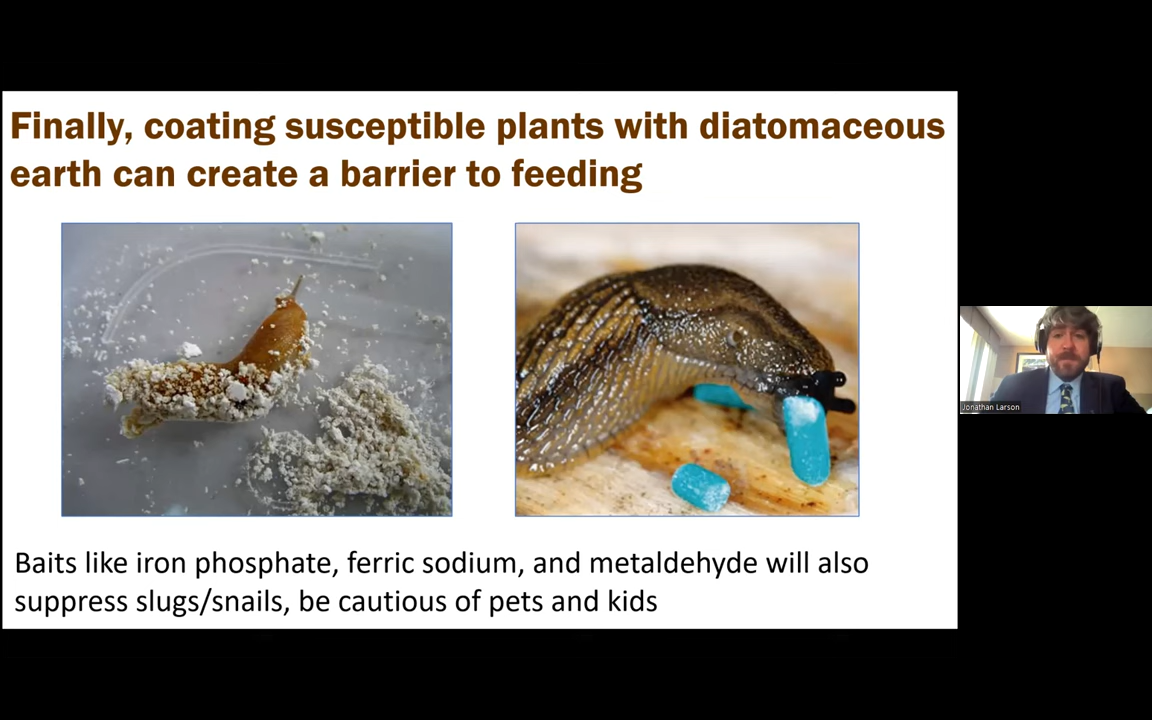 Finally, coating susceptible plants with diatomaceous
earth can create a barrier to feeding
Jonathan Larson
Baits like iron phosphate, ferric sodium, and metaldehyde will also
suppress slugs/snails, be cautious of pets and kids